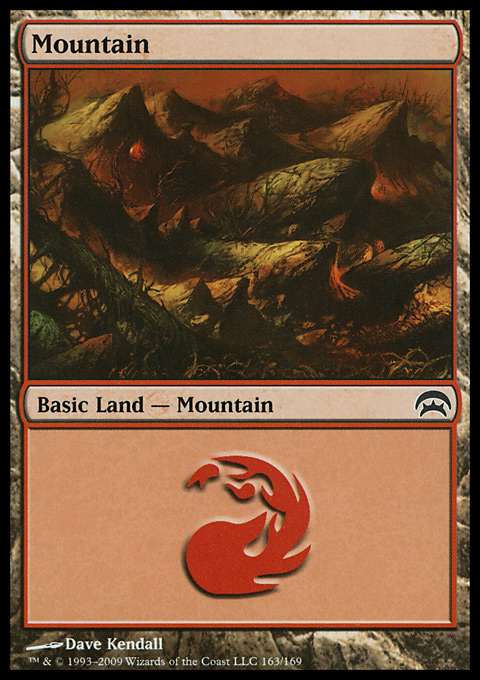 Mountain
Basic Land — Mountain
Dave Kendall
™ & © 1993–2009 Wizards of the Coast LLC 163/169